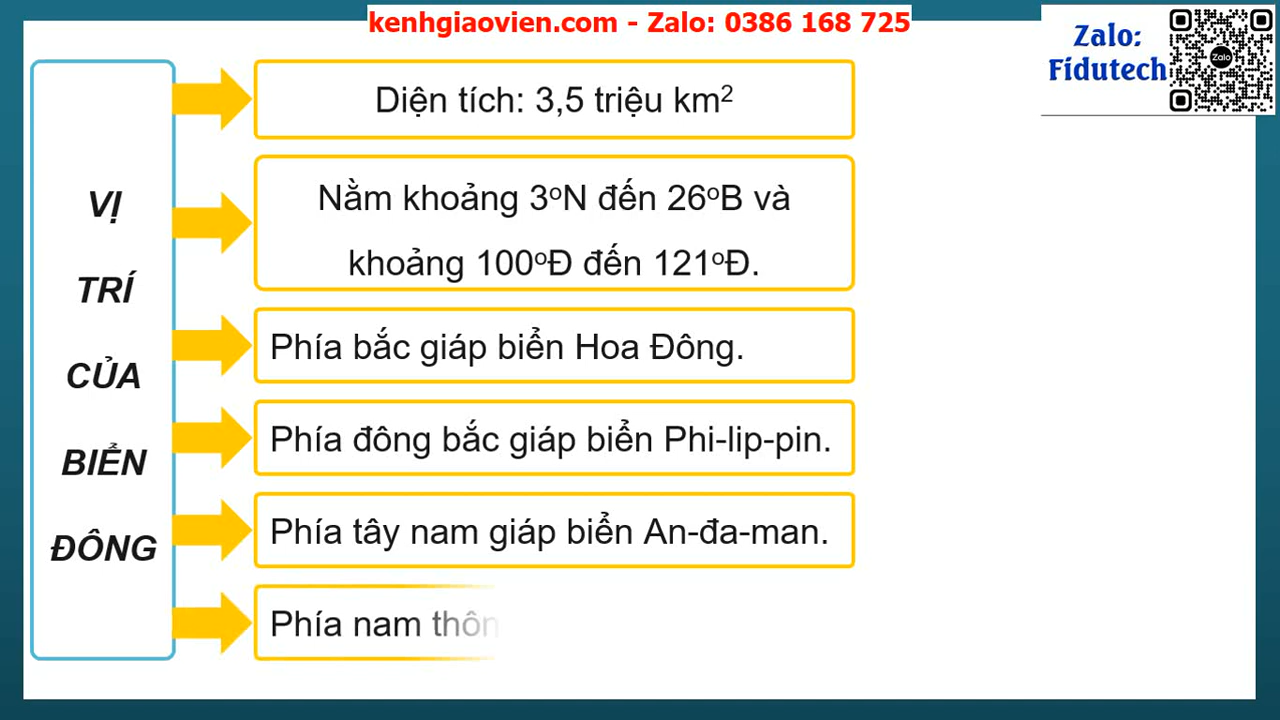 kenhgiaovien.com - Zalo: 0386 168 725
Zalo:
Fidutech
Zalo
VỊ
TRÍ
CỦA
BIỂN
ĐÔNG
Diện tích: 3,5 triệu km²
Nằm khoảng 3ºN đến 26ºB và
khoảng 100ºĐ đến 121ºĐ.
Phía bắc giáp biển Hoa Đông.
Phía đông bắc giáp biển Phi-lip-pin.
Phía tây nam giáp biển An-đa-man.
Phía nam